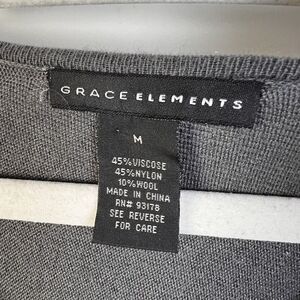 GRACE ELEMENTS
M
45%VISCOSE
45%NYLON
10%WOOL
MADE IN CHINA
RN# 93178
SEE REVERSE
FOR CARE